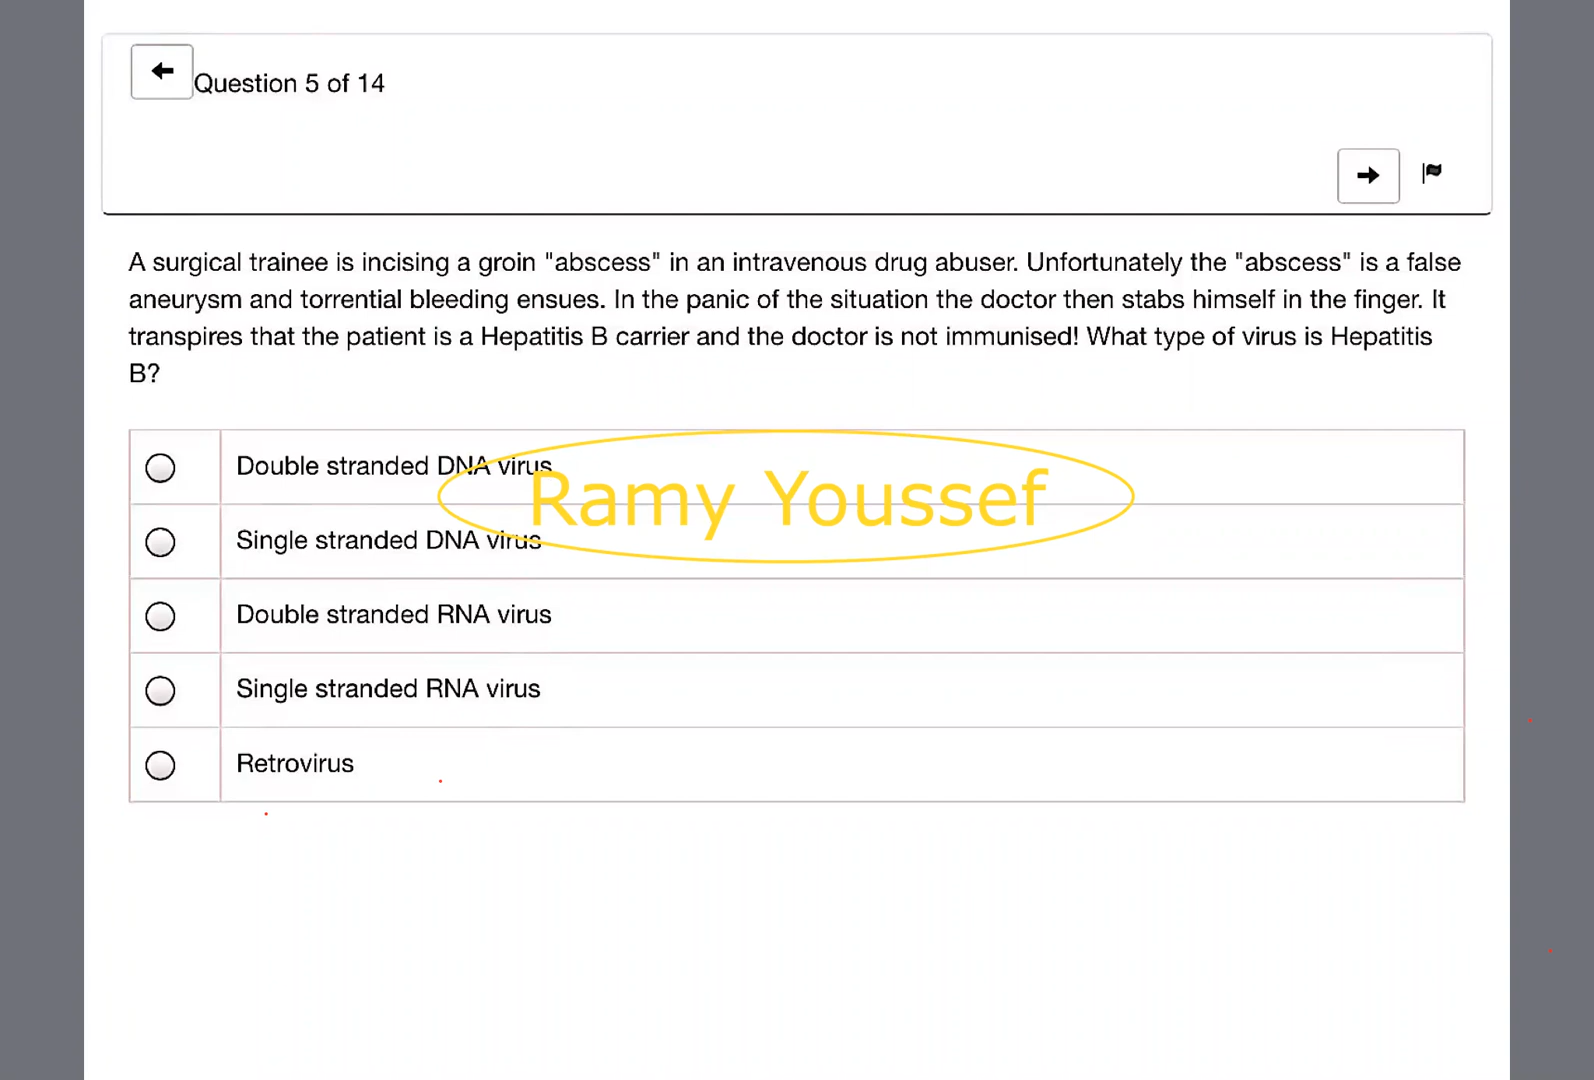 Question 5 of 14
A surgical trainee is incising a groin "abscess" in an intravenous drug abuser. Unfortunately the "abscess" is a false
aneurysm and torrential bleeding ensues. In the panic of the situation the doctor then stabs himself in the finger. It
transpires that the patient is a Hepatitis B carrier and the doctor is not immunised! What type of virus is Hepatitis
B?
Double stranded DNA virus
Ramy Youssef
Single stranded DNA virus
Double stranded RNA virus
Single stranded RNA virus
Retrovirus